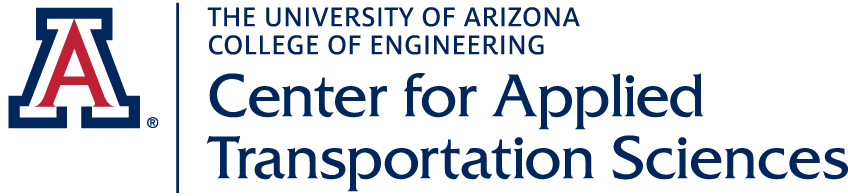 A®
THE UNIVERSITY OF ARIZONA
COLLEGE OF ENGINEERING
Center for Applied
Transportation Sciences